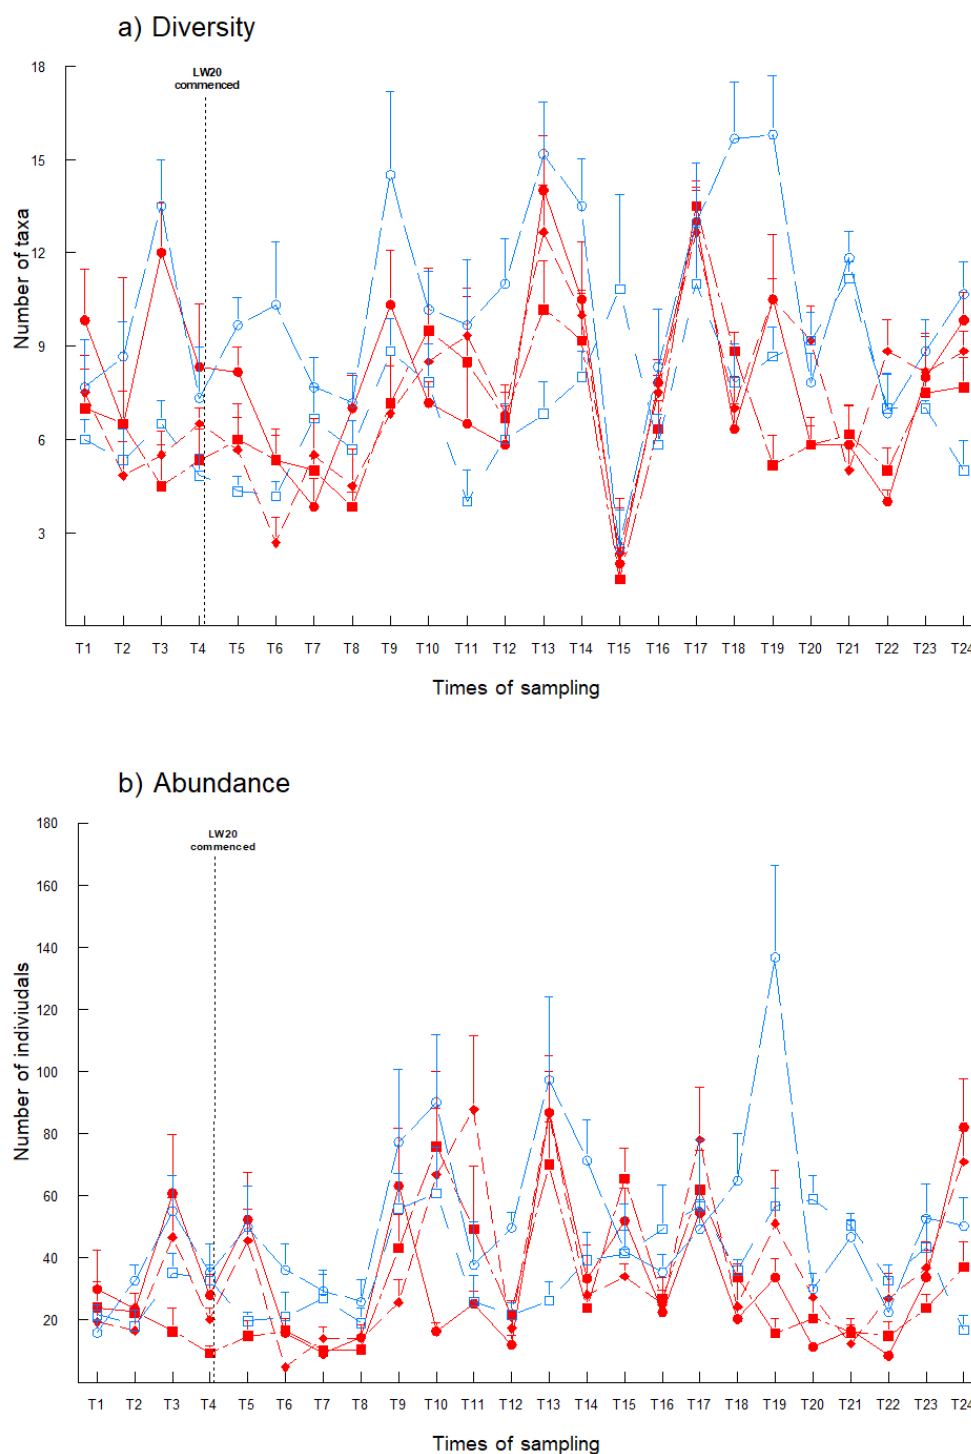 a) Diversity
LW20
commenced
18
15
12
9
6
3
Number of taxa
T1 T2 T3 T4 T5 T6 T7 T8 T9 T10 T11 T12 T13 T14 T15 T16 T17 T18 T19 T20 T21 T22 T23 T24
Times of sampling
b) Abundance
LW20
commenced
180
160
140
120
100
80
60
40
20
Number of indiviudals
T1 T2 T3 T4 T5 T6 T7 T8 T9 T10 T11 T12 T13 T14 T15 T16 T17 T18 T19 T20 T21 T22 T23 T24
Times of sampling